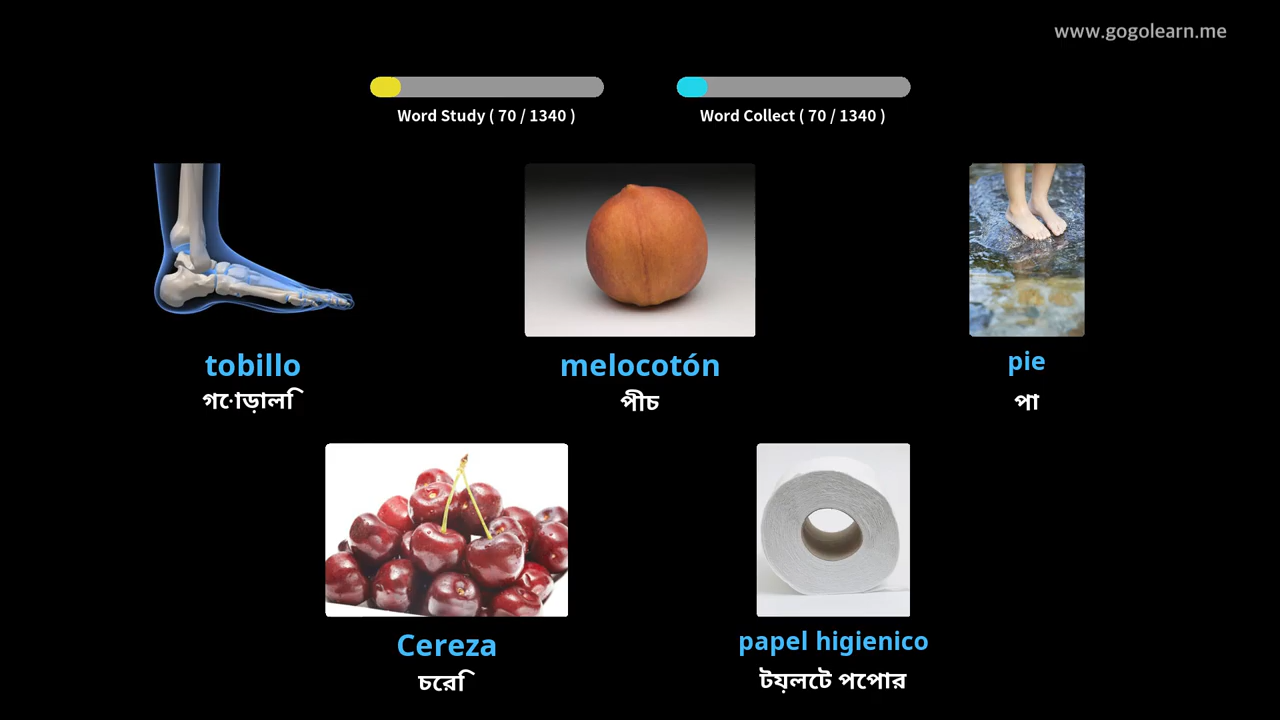 www.gogolearn.me
Word Study ( 70 / 1340 )
Word Collect ( 70 / 1340 )
tobillo
গোড়ালি
melocotón
পীচ
pie
পা
Cereza
চেরি
papel higienico
টয়লেট পেপার